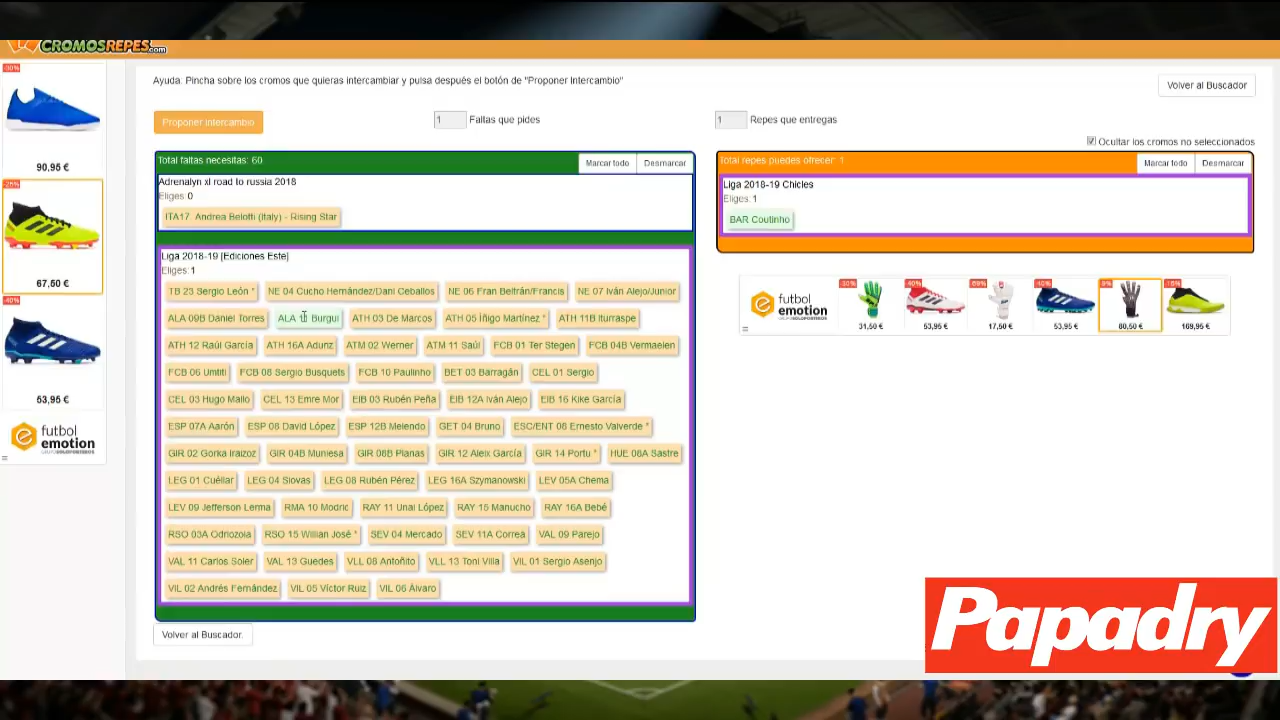 CROMOSREPES.com
Ayuda: Pincha sobre los cromos que quieras intercambiar y pulsa después el botón de "Proponer Intercambio"
Volver al Buscador
Proponer intercambio
1 Faltas que pides
1 Repes que entregas
Ocultar los cromos no seleccionados
Total faltas necesitas: 60
Marcar todo
Desmarcar
Adrenalyn xl road to russia 2018
Eliges: 0
ITA17 Andrea Belotti (Italy) - Rising Star
Liga 2018-19 [Ediciones Este]
Eliges: 1
TB 23 Sergio León * NE 04 Cucho Hernández/Dani Ceballos NE 06 Fran Beltrán/Francis NE 07 Iván Alejo/Junior
ALA 09B Daniel Torres ALA Burgui ATH 03 De Marcos ATH 05 Iñigo Martínez * ATH 11B Iturraspe
ATH 12 Raúl García ATH 16A Adunz ATM 02 Werner ATM 11 Saúl FCB 01 Ter Stegen FCB 04B Vermaelen
FCB 06 Umtiti FCB 08 Sergio Busquets FCB 10 Paulinho BET 03 Barragán CEL 01 Sergio
CEL 03 Hugo Mallo CEL 13 Emre Mor EIB 03 Rubén Peña EIB 12A Iván Alejo EIB 16 Kike García
ESP 07A Aarón ESP 08 David López ESP 12B Melendo GET 04 Bruno ESC/ENT 08 Ernesto Valverde *
GIR 02 Gorka Iraizoz GIR 04B Muniesa GIR 08B Planas GIR 12 Aleix García GIR 14 Portu * HUE 08A Sastre
LEG 01 Cuéllar LEG 04 Siovas LEG 08 Rubén Pérez LEG 16A Szymanowski LEV 05A Chema
LEV 09 Jefferson Lerma RMA 10 Modric RAY 11 Unai López RAY 15 Manucho RAY 16A Bebé
RSO 03A Odriozola RSO 15 Willian José * SEV 04 Mercado SEV 11A Correa VAL 09 Parejo
VAL 11 Carlos Soler VAL 13 Guedes VLL 08 Antoñito VLL 13 Toni Villa VIL 01 Sergio Asenjo
VIL 02 Andrés Fernández VIL 05 Víctor Ruiz VIL 06 Álvaro
Volver al Buscador.
Total repes puedes ofrecer: 1
Marcar todo
Desmarcar
Liga 2018-19 Chicles
Eliges: 1
BAR Coutinho
-30%
90,95 €
-25%
67,50 €
-40%
53,95 €
futbol
emotion
futbol
emotion
-30%
31,50 €
-40%
53,95 €
17,50 €
-40%
53,95 €
60,50 €
169,95 €
Papadry